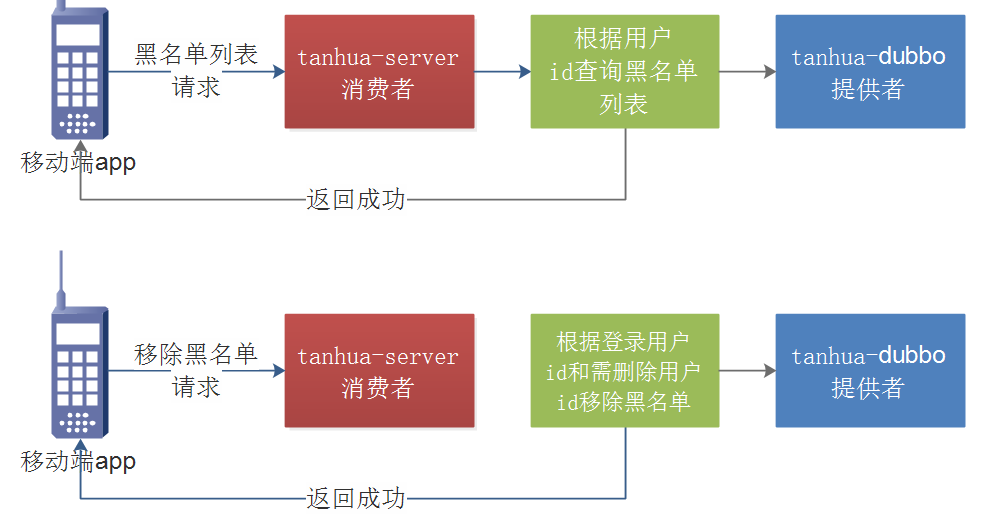 黑名单列表
请求
tanhua-server
消费者
根据用户
id查询黑名单
列表
tanhua-dubbo
提供者
移动端app
返回成功
移除黑名单
请求
tanhua-server
消费者
根据登录用户
id和需删除用户
id移除黑名单
tanhua-dubbo
提供者
移动端app
返回成功